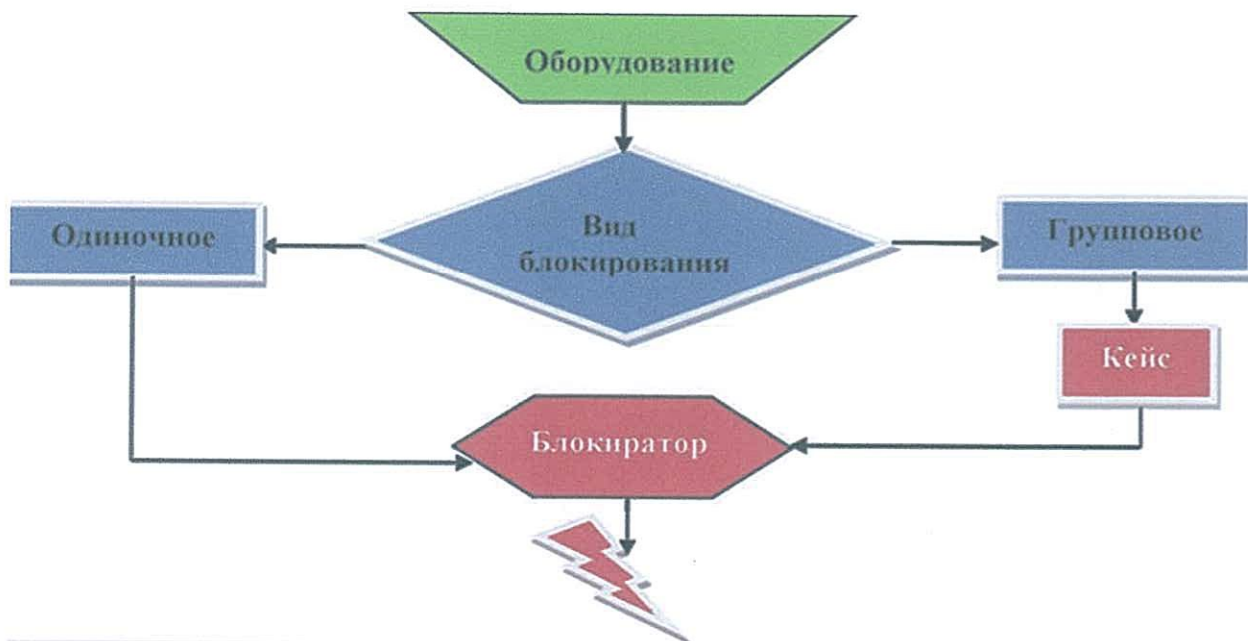 Оборудование
Вид
блокирования
Одиночное
Групповое
Кейс
Блокиратор